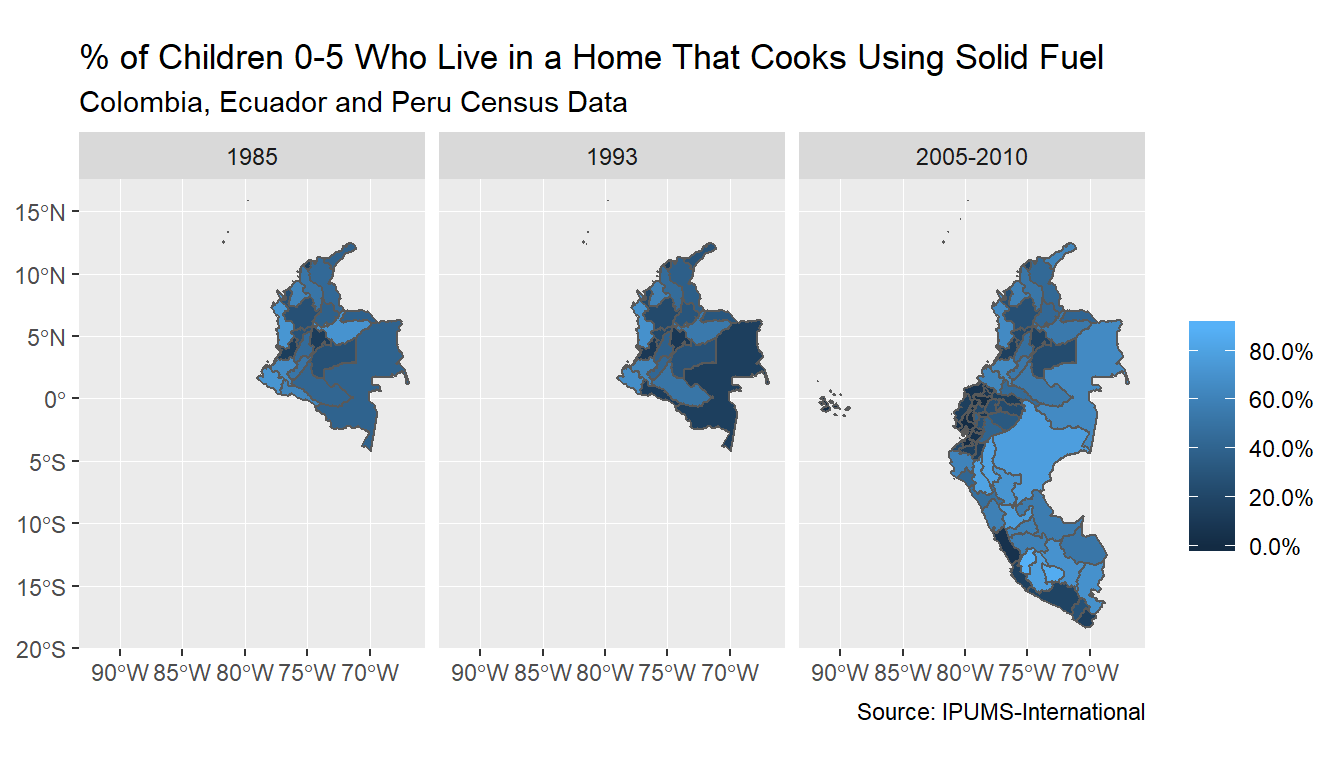 % of Children 0-5 Who Live in a Home That Cooks Using Solid Fuel
Colombia, Ecuador and Peru Census Data
1985 1993 2005-2010
15°N
10°N
5°N
0°
5°S
10°S
15°S
20°S
90°W 85°W 80°W 75°W 70°W 90°W 85°W 80°W 75°W 70°W 90°W 85°W 80°W 75°W 70°W
80.0%
60.0%
40.0%
20.0%
0.0%
Source: IPUMS-International